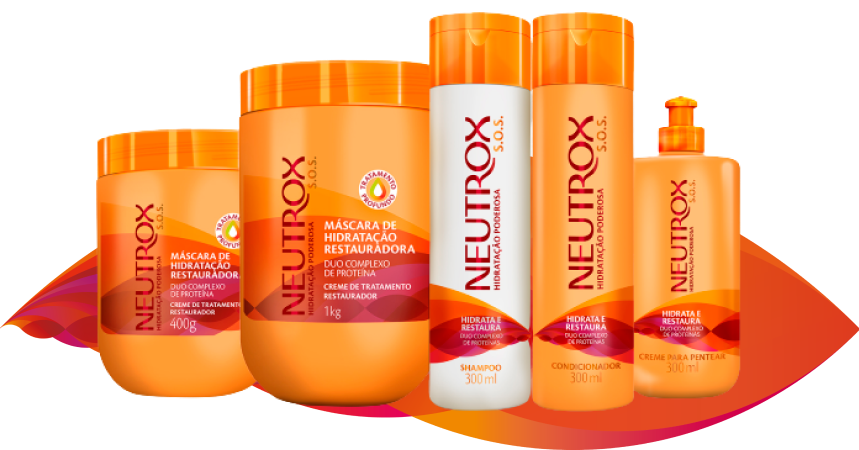 NEUTROX
S.O.S.
HIDRATAÇÃO PODEROSA
TRATAMENTO
PROFUNDO
MÁSCARA DE
HIDRATAÇÃO
RESTAURADORA
DUO COMPLEXO
DE PROTEÍNA
CREME DE TRATAMENTO
RESTAURADOR
400g
NEUTROX
S.O.S.
HIDRATAÇÃO PODEROSA
TRATAMENTO
PROFUNDO
MÁSCARA DE
HIDRATAÇÃO
RESTAURADORA
DUO COMPLEXO
DE PROTEÍNA
CREME DE TRATAMENTO
RESTAURADOR
1kg
NEUTROX
S.O.S.
HIDRATAÇÃO PODEROSA
HIDRATA E
RESTAURA
DUO COMPLEXO
DE PROTEÍNAS
SHAMPOO
300 ml
NEUTROX
S.O.S.
HIDRATAÇÃO PODEROSA
HIDRATA E
RESTAURA
DUO COMPLEXO
DE PROTEÍNAS
CONDICIONADOR
300 ml
NEUTROX
S.O.S.
HIDRATAÇÃO PODEROSA
HIDRATA E
RESTAURA
DUO COMPLEXO
DE PROTEÍNAS
CREME PARA PENTEAR
300 ml